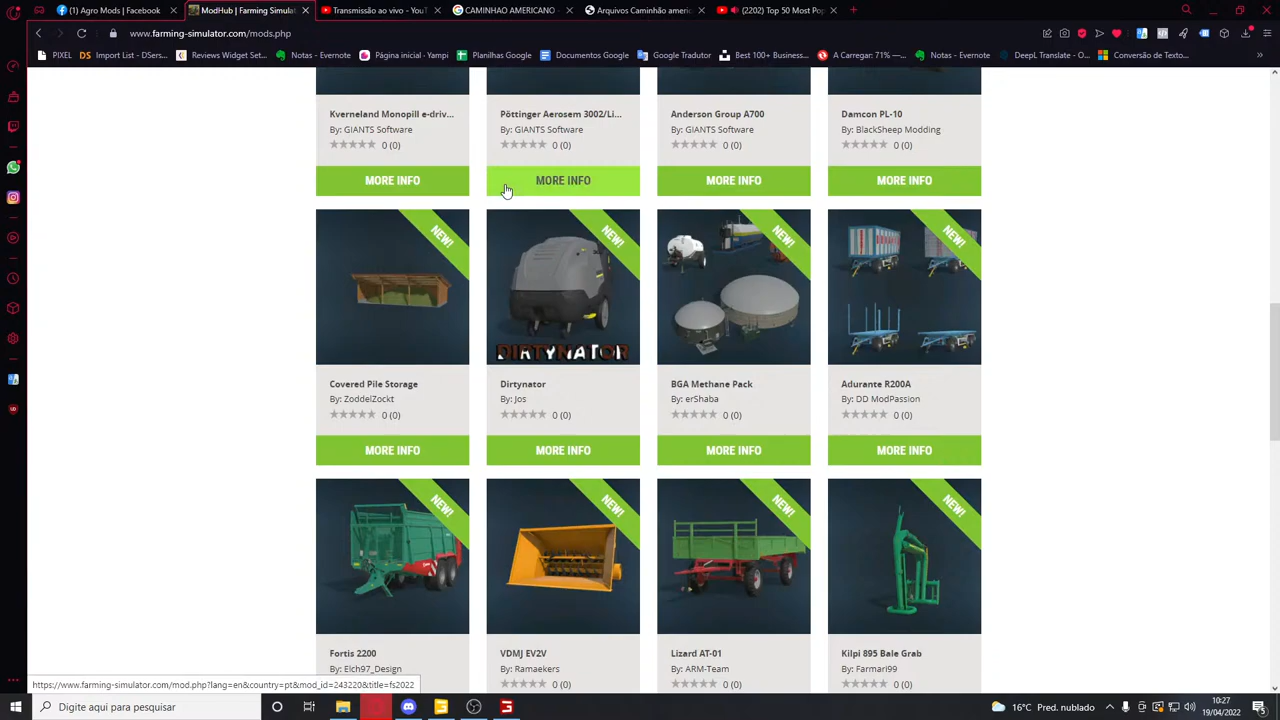 (1) Agro Mods | Facebook
ModHub | Farming Simulat
Transmissão ao vivo - YouT
CAMINHAO AMERICANO -
Arquivos Caminhão americ
(2202) Top 50 Most Pop
www.farming-simulator.com/mods.php
PIXEL
Import List - DSers...
Reviews Widget Set...
Notas - Evernote
Página inicial · Yampi
Planilhas Google
Documentos Google
Google Tradutor
Best 100+ Business...
A Carrega: 71% —...
Notas - Evernote
DeepL Translate - O...
Conversão de Texto...
Kverneland Monopill e-driv...
Pöttinger Aerosem 3002/Li...
Anderson Group A700
Damcon PL-10
By: GIANTS Software
By: GIANTS Software
By: GIANTS Software
By: BlackSheep Modding
0 (0)
0 (0)
0 (0)
0 (0)
MORE INFO
MORE INFO
MORE INFO
MORE INFO
NEW!
NEW!
NEW!
NEW!
DIRTYNATOR
Covered Pile Storage
Dirtynator
BGA Methane Pack
Adurante R200A
By: ZoddelZockt
By: Jos
By: erShaba
By: DD ModPassion
0 (0)
0 (0)
0 (0)
0 (0)
MORE INFO
MORE INFO
MORE INFO
MORE INFO
NEW!
NEW!
NEW!
NEW!
Fortis 2200
VDMJ EV2V
Lizard AT-01
Kilpi 895 Bale Grab
By: Elch97_Design
By: Ramaekers
By: ARM-Team
By: Farmari99
0 (0)
0 (0)
0 (0)
https://www.farming-simulator.com/mod.php?lang=en&country=pt&mod_id=243220&title=fs2022
Digite aqui para pesquisar
16°C Pred. nublado
10:27
19/04/2022